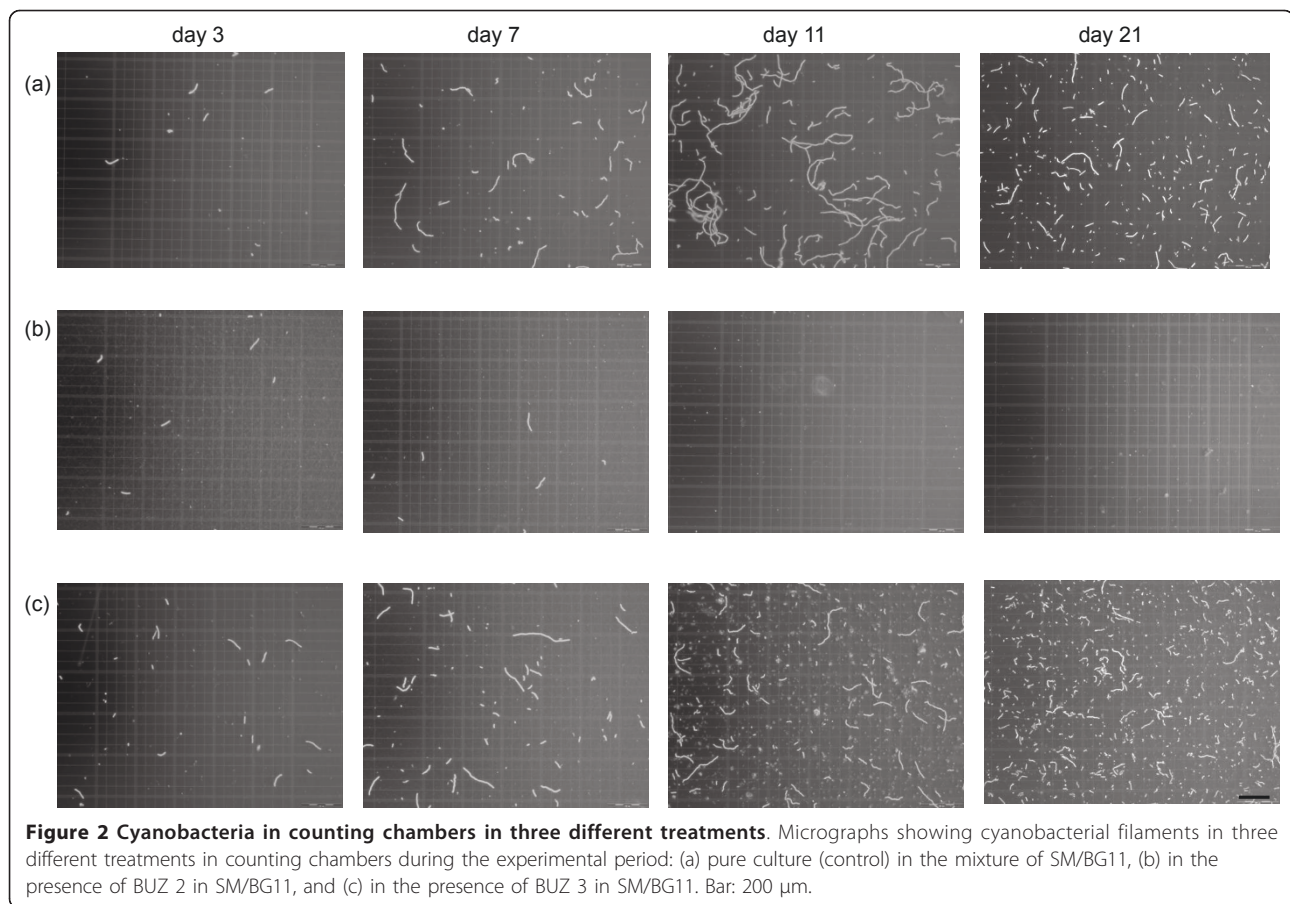 day 3 day 7 day 11 day 21
(a)
(b)
(c)
Figure 2 Cyanobacteria in counting chambers in three different treatments. Micrographs showing cyanobacterial filaments in three
different treatments in counting chambers during the experimental period: (a) pure culture (control) in the mixture of SM/BG11, (b) in the
presence of BUZ 2 in SM/BG11, and (c) in the presence of BUZ 3 in SM/BG11. Bar: 200 μm.